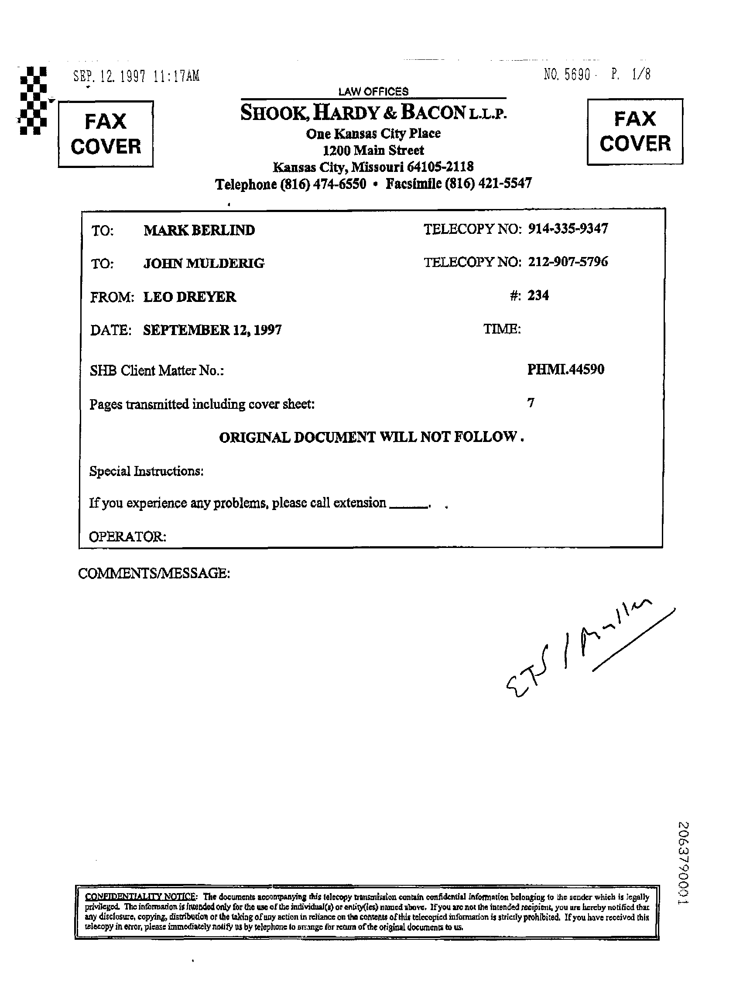 SEP. 12. 1997 11:17AM NO. 5690 P. 1/8
LAW OFFICES
SHOOK, HARDY & BACON L.L.P.
One Kansas City Place
1200 Main Street
Kansas City, Missouri 64105-2118
Telephone (816) 474-6550 • Facsimile (816) 421-5547
FAX
COVER
FAX
COVER
TO: MARK BERLIND TELECOPY NO: 914-335-9347
TO: JOHN MULDERIG TELECOPY NO: 212-907-5796
FROM: LEO DREYER #: 234
DATE: SEPTEMBER 12, 1997 TIME:
SHB Client Matter No.: PHMI.44590
Pages transmitted including cover sheet: 7
ORIGINAL DOCUMENT WILL NOT FOLLOW.
Special Instructions:
If you experience any problems, please call extension ______.
OPERATOR:
COMMENTS/MESSAGE:
ETS /
2063790001
CONFIDENTIALITY NOTICE: The documents accompanying this telecopy transmission contain confidential information belonging to the sender which is legally
privileged. The information is intended only for the use of the individual(s) or entity(ies) named above. If you are not the intended recipient, you are hereby notified that
any disclosure, copying, distribution or the taking of any action in reliance on the contents of this telecopied information is strictly prohibited. If you have received this
telecopy in error, please immediately notify us by telephone to arrange for return of the original documents to us.